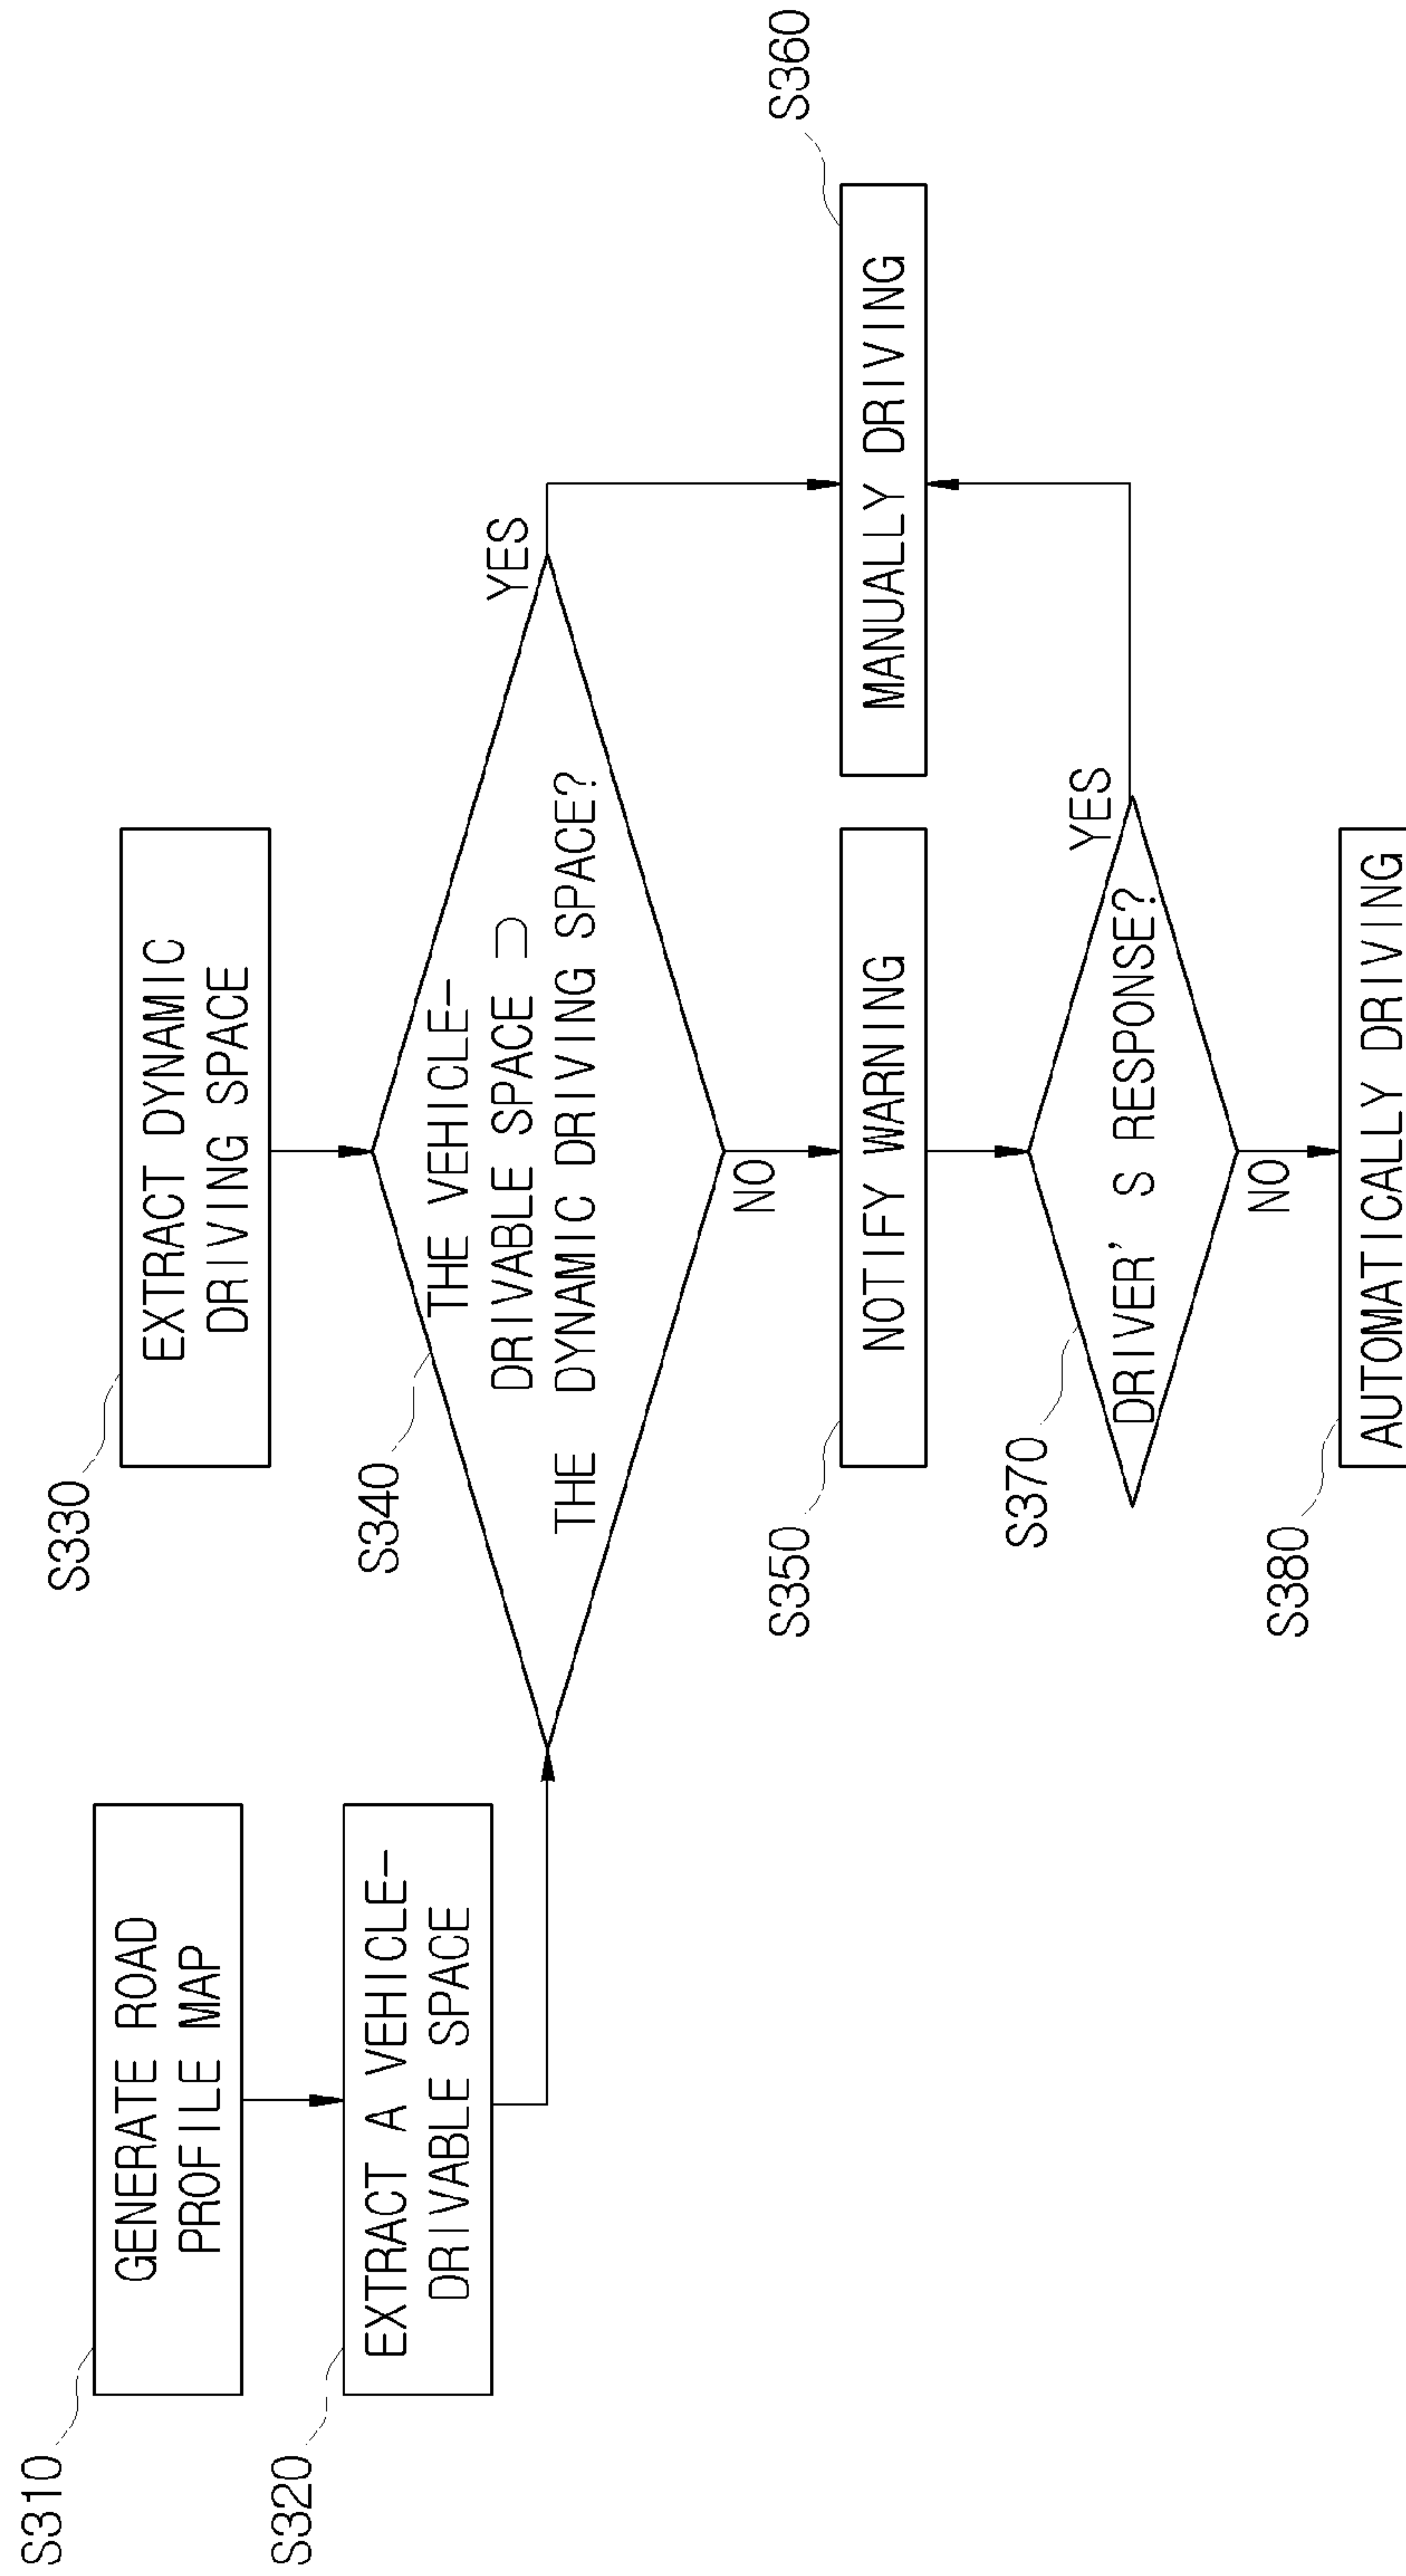 S310
GENERATE ROAD
PROFILE MAP
S320
EXTRACT A VEHICLE-
DRIVABLE SPACE
S330
EXTRACT DYNAMIC
DRIVING SPACE
S340
THE VEHICLE-
DRIVABLE SPACE ⊃
THE DYNAMIC DRIVING SPACE?
YES
NO
S350
NOTIFY WARNING
S360
MANUALLY DRIVING
S370
DRIVER'S RESPONSE?
YES
NO
S380
AUTOMATICALLY DRIVING